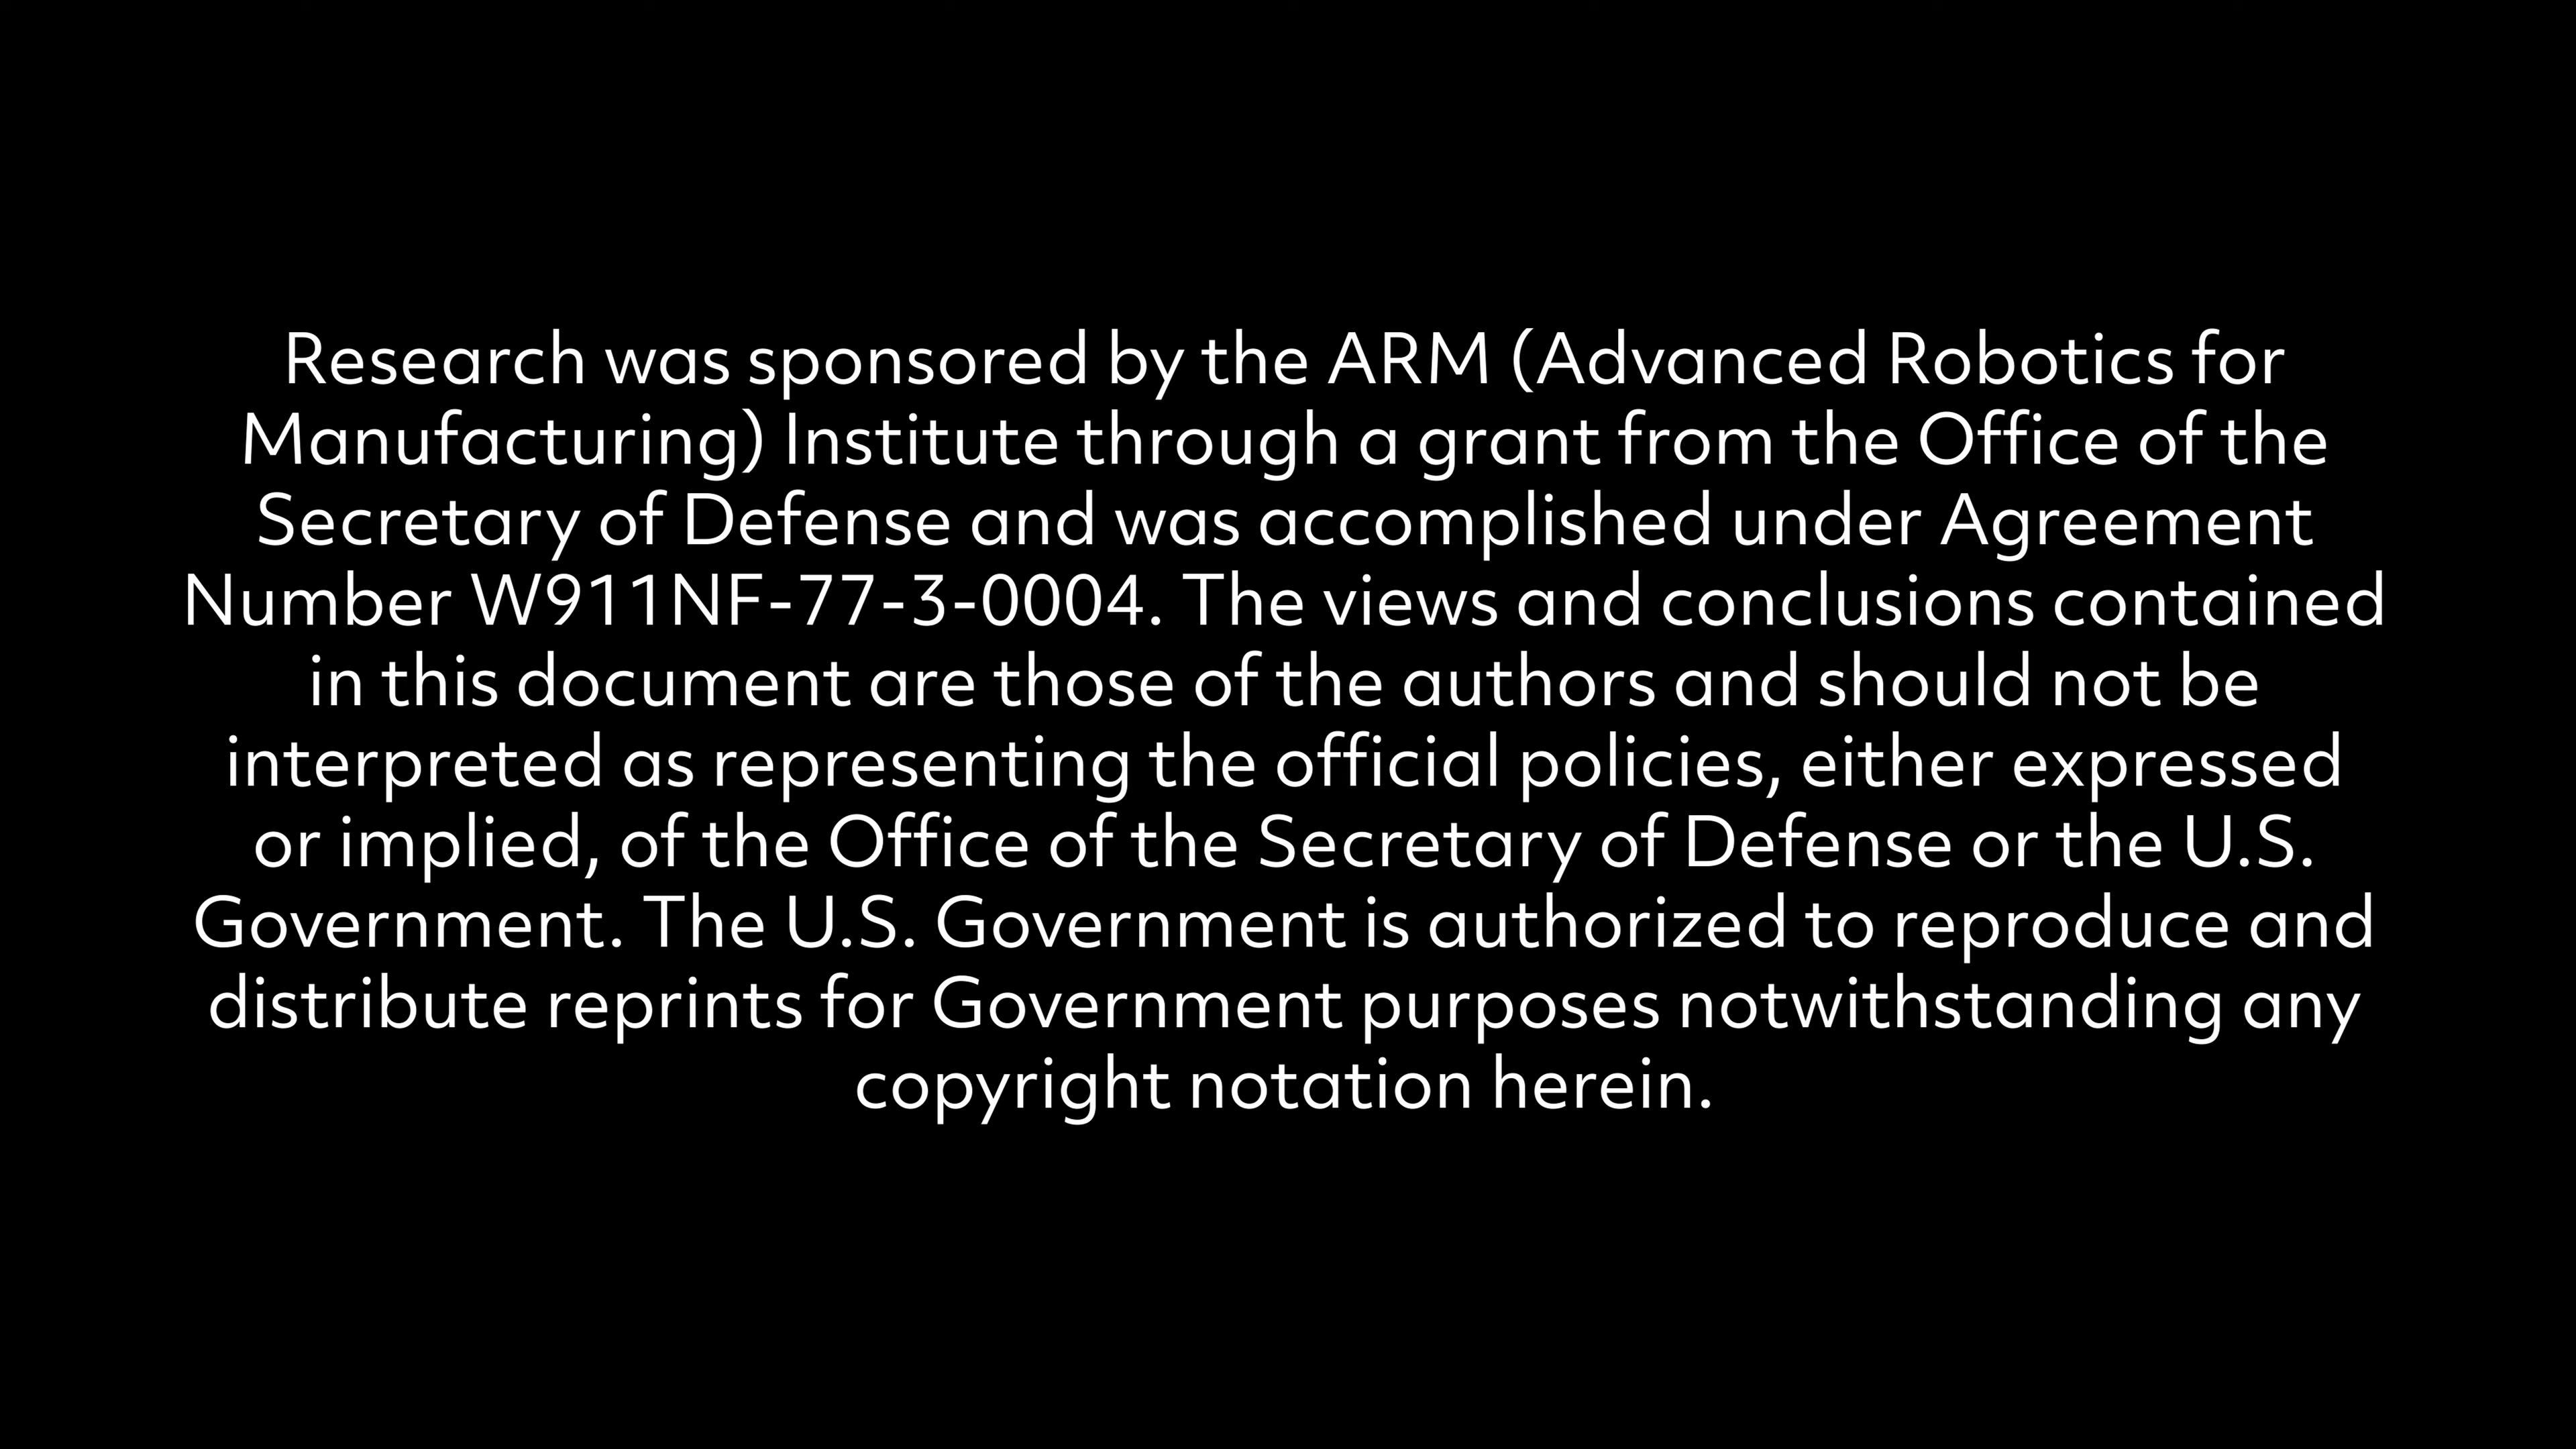 Research was sponsored by the ARM (Advanced Robotics for
Manufacturing) Institute through a grant from the Office of the
Secretary of Defense and was accomplished under Agreement
Number W911NF-77-3-0004. The views and conclusions contained
in this document are those of the authors and should not be
interpreted as representing the official policies, either expressed
or implied, of the Office of the Secretary of Defense or the U.S.
Government. The U.S. Government is authorized to reproduce and
distribute reprints for Government purposes notwithstanding any
copyright notation herein.